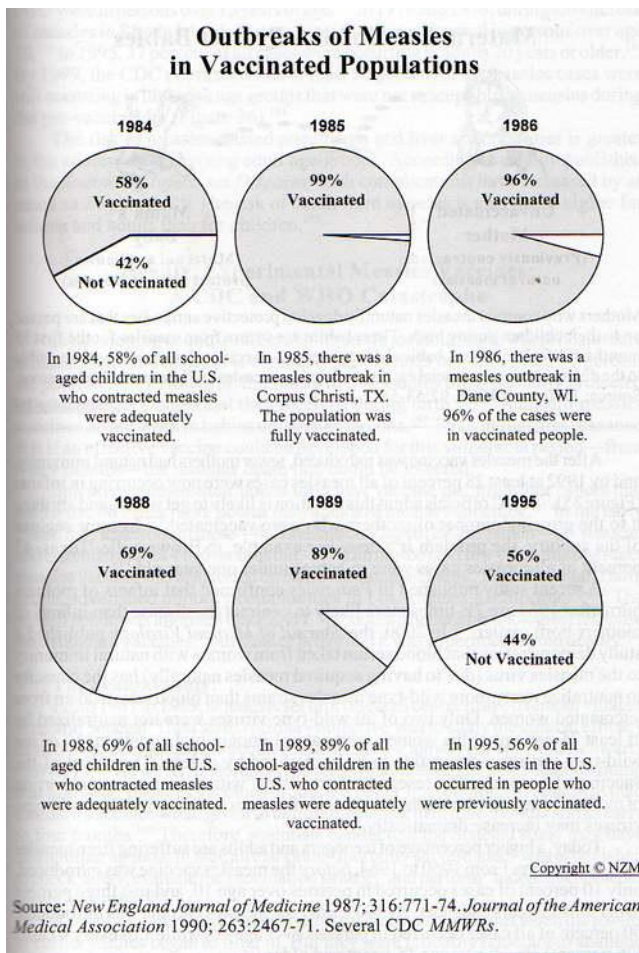 Outbreaks of Measles
in Vaccinated Populations
1984
1985
1986
58%
Vaccinated
42%
Not Vaccinated
99%
Vaccinated
96%
Vaccinated
In 1984, 58% of all school-
aged children in the U.S.
who contracted measles
were adequately
vaccinated.
In 1985, there was a
measles outbreak in
Corpus Christi, TX.
The population was
fully vaccinated.
In 1986, there was a
measles outbreak in
Dane County, WI.
96% of the cases were
in vaccinated people.
1988
1989
1995
69%
Vaccinated
89%
Vaccinated
56%
Vaccinated
44%
Not Vaccinated
In 1988, 69% of all school-
aged children in the U.S.
who contracted measles
were adequately vaccinated.
In 1989, 89% of all
school-aged children in the
U.S. who contracted
measles were adequately
vaccinated.
In 1995, 56% of all
measles cases in the U.S.
occurred in people who
were previously vaccinated.
Copyright © NZM
Source: New England Journal of Medicine 1987; 316:771-74. Journal of the American
Medical Association 1990; 263:2467-71. Several CDC MMWRs.